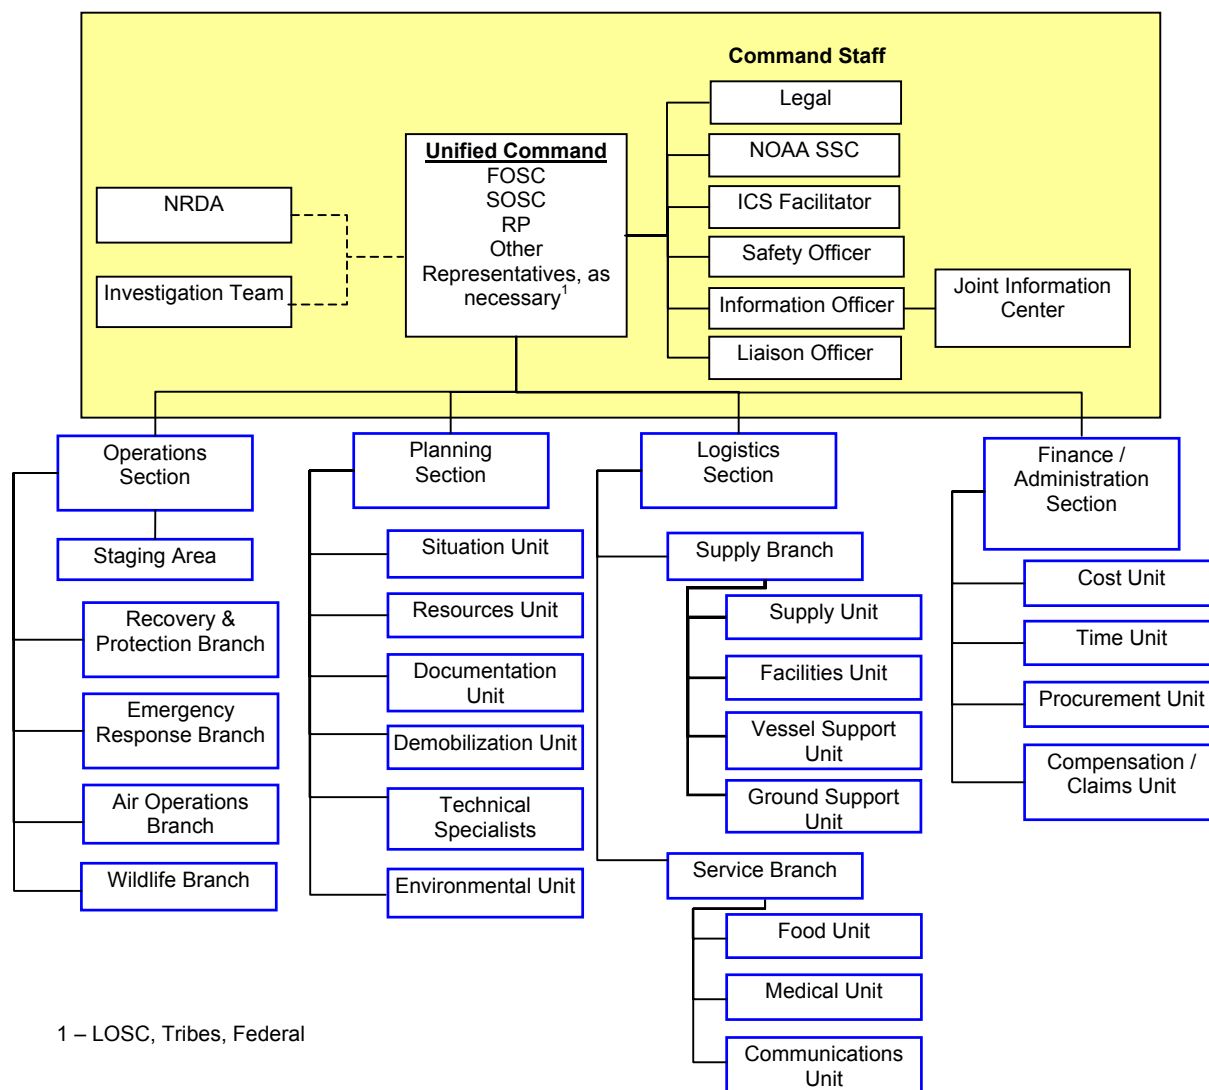 Command Staff
Legal
NOAA SSC
ICS Facilitator
Safety Officer
Information Officer
Liaison Officer
Joint Information
Center
Unified Command
FOSC
SOSC
RP
Other
Representatives, as
necessary1
NRDA
Investigation Team
Operations
Section
Staging Area
Recovery &
Protection Branch
Emergency
Response Branch
Air Operations
Branch
Wildlife Branch
Planning
Section
Situation Unit
Resources Unit
Documentation
Unit
Demobilization Unit
Technical
Specialists
Environmental Unit
Logistics
Section
Supply Branch
Supply Unit
Facilities Unit
Vessel Support
Unit
Ground Support
Unit
Service Branch
Food Unit
Medical Unit
Communications
Unit
Finance /
Administration
Section
Cost Unit
Time Unit
Procurement Unit
Compensation /
Claims Unit
1 – LOSC, Tribes, Federal